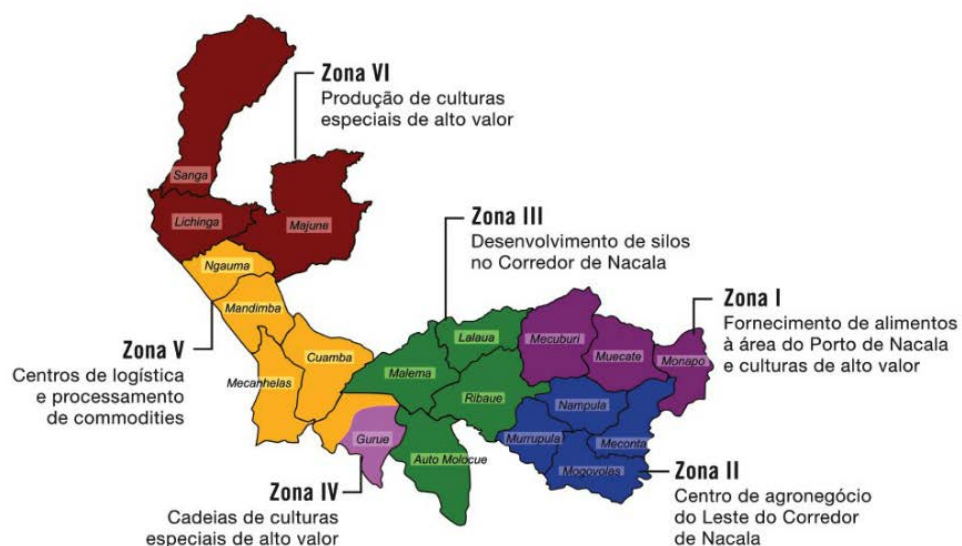 Zona VI
Produção de culturas
especiais de alto valor
Sanga
Lichinga
Majune
Zona III
Desenvolvimento de silos
no Corredor de Nacala
Ngauma
Mandimba
Zona I
Fornecimento de alimentos
à área do Porto de Nacala
e culturas de alto valor
Zona V
Centros de logística
e processamento
de commodities
Cuamba
Mecanhelas
Lalaua
Malema
Ribaue
Mecuburi
Muecate
Monapo
Nampula
Murrupula
Meconta
Mogovolas
Gurue
Auto Molocue
Zona IV
Cadeias de culturas
especiais de alto valor
Zona II
Centro de agronegócio
do Leste do Corredor
de Nacala